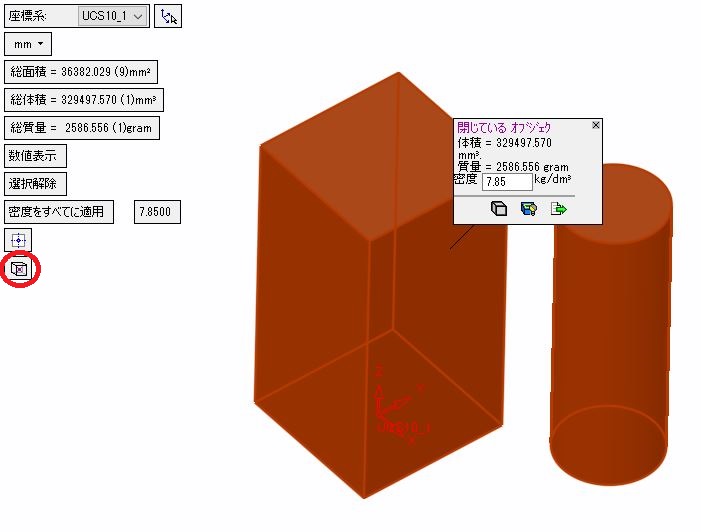 座標系: UCS10_1
mm
総面積 = 36382.029 (9)mm²
総体積 = 329497.570 (1)mm³
総質量 = 2586.556 (1)gram
数値表示
選択解除
密度をすべてに適用 7.8500
閉じている オブジェク
体積 = 329497.570
mm³.
質量 = 2586.556 gram
密度 7.85 kg/dm³
Z
Y
UCS10_1
X